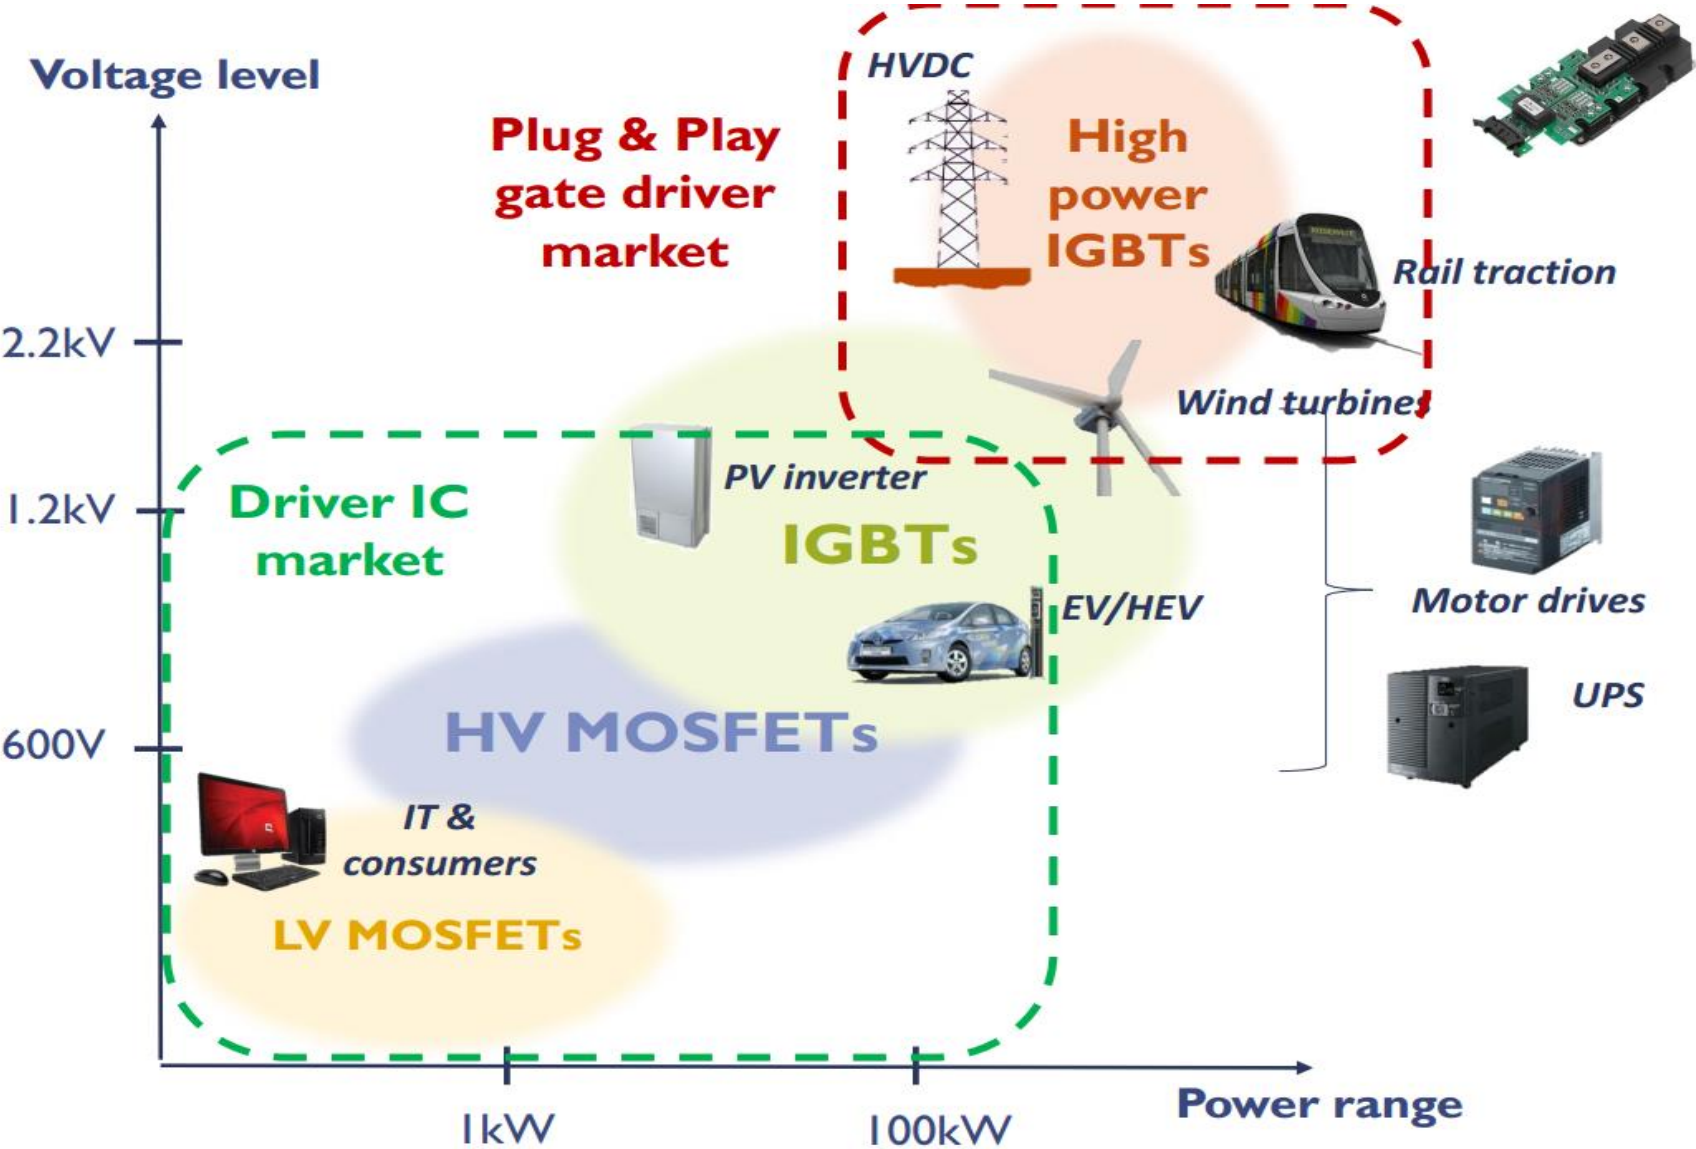 Voltage level
HVDC
Plug & Play
gate driver
market
High
power
IGBTs
Rail traction
2.2kV
Wind turbines
PV inverter
Driver IC
market
1.2kV
IGBTs
EV/HEV
Motor drives
UPS
HV MOSFETs
600V
IT &
consumers
LV MOSFETs
Power range
1kW
100kW